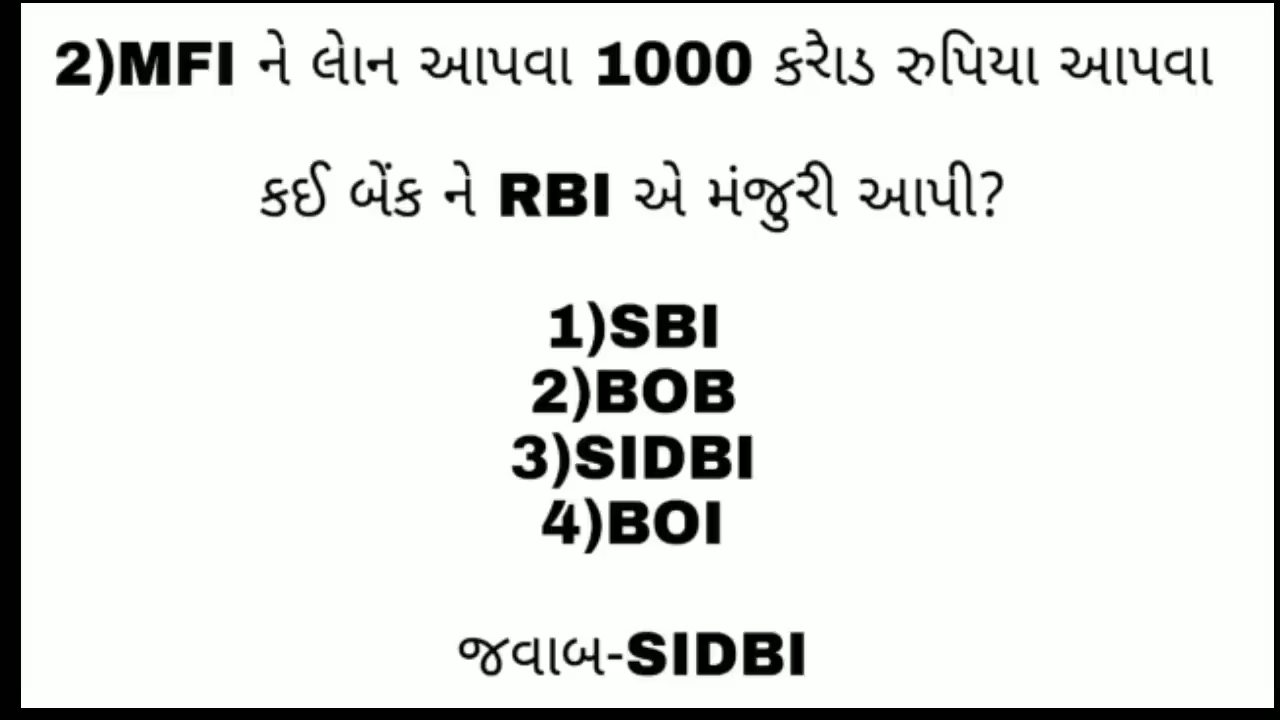 2)MFI ને લોન આપવા 1000 કરોડ રુપિયા આપવા
કઈ બેંક ને RBI એ મંજુરી આપી?
1)SBI
2)BOB
3)SIDBI
4)BOI
જવાબ-SIDBI